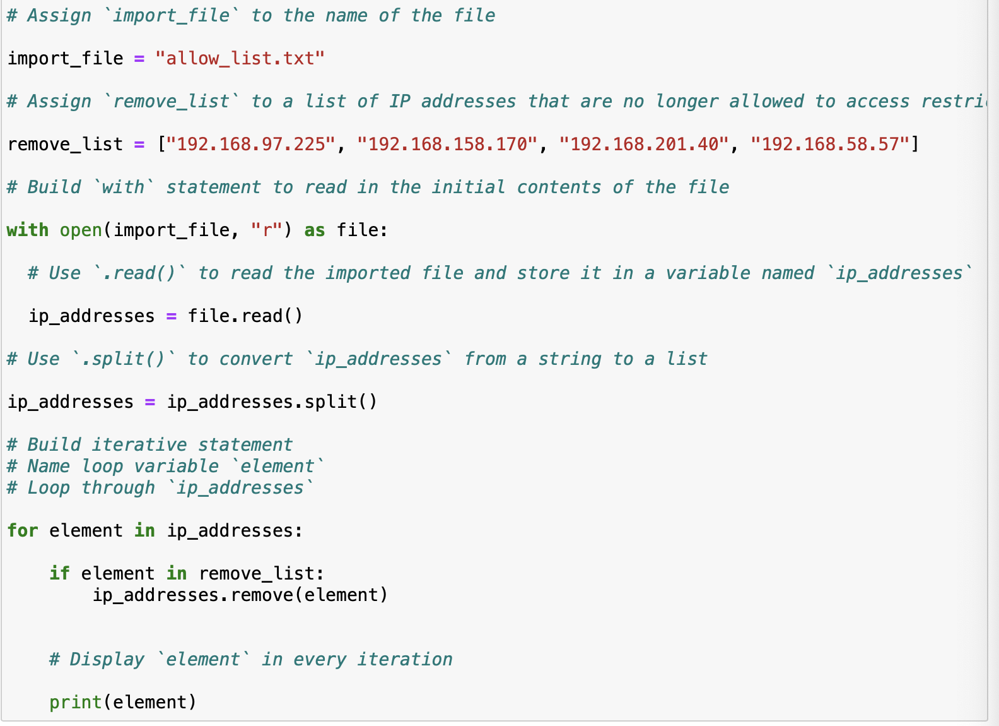 # Assign `import_file` to the name of the file
import_file = "allow_list.txt"
# Assign `remove_list` to a list of IP addresses that are no longer allowed to access
remove_list = ["192.168.97.225", "192.168.158.170", "192.168.201.40", "192.168.58.57"]
# Build `with` statement to read in the initial contents of the file
with open(import_file, "r") as file:
# Use `.read()` to read the imported file and store it in a variable named `ip_addresses`
ip_addresses = file.read()
# Use `.split()` to convert `ip_addresses` from a string to a list
ip_addresses = ip_addresses.split()
# Build iterative statement
# Name loop variable `element`
# Loop through `ip_addresses`
for element in ip_addresses:
if element in remove_list:
ip_addresses.remove(element)
# Display `element` in every iteration
print(element)